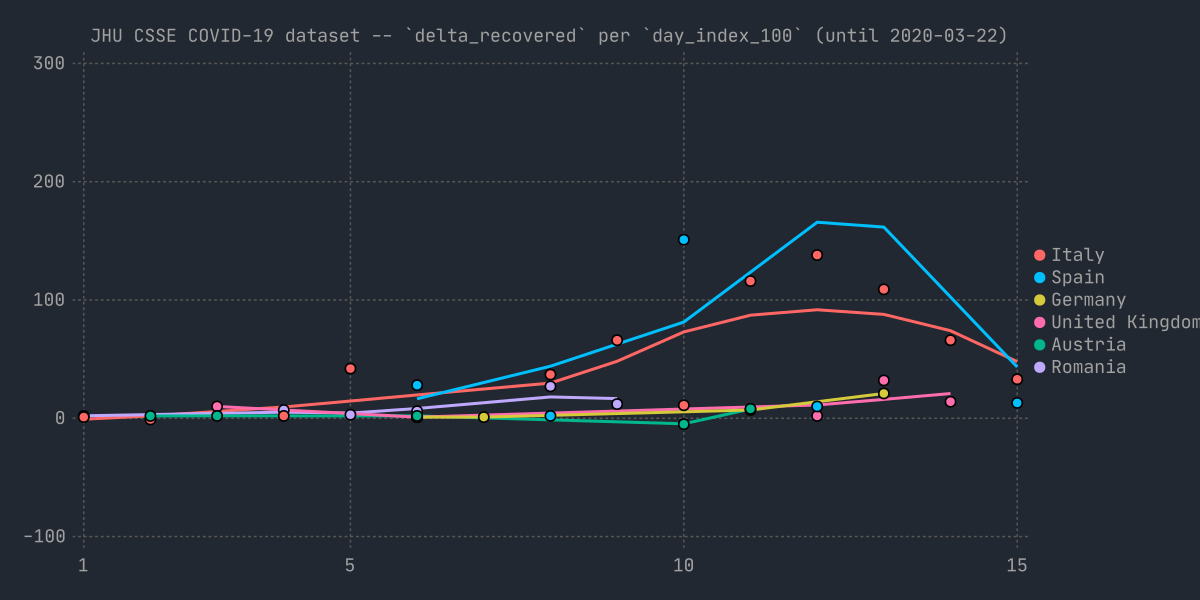 JHU CSSE COVID-19 dataset -- `delta_recovered` per `day_index_100` (until 2020-03-22)
300
200
100
0
-100
1
5
10
15
Italy
Spain
Germany
United Kingdom
Austria
Romania